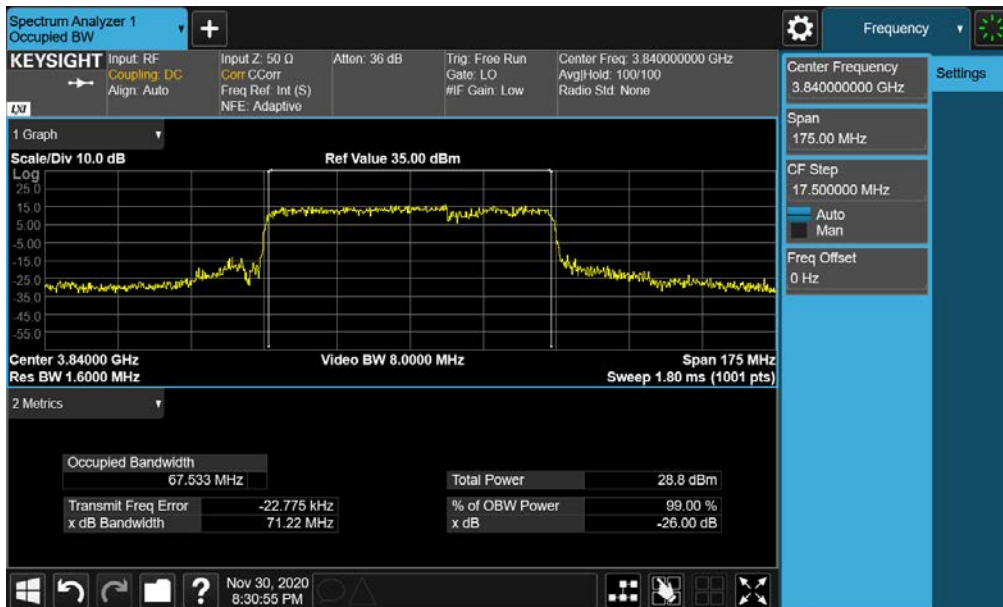 Spectrum Analyzer 1
Occupied BW
+
Frequency
KEYSIGHT Input: RF Input Z: 50 Ω Atten: 36 dB Trig: Free Run Center Freq: 3.840000000 GHz
Coupling: DC Corr CCorr Gate: LO Avg|Hold: 100/100
Align: Auto Freq Ref: Int (S) #IF Gain: Low Radio Std: None
NFE: Adaptive
LXI
Center Frequency
3.840000000 GHz
Settings
Span
175.00 MHz
CF Step
17.500000 MHz
Auto
Man
Freq Offset
0 Hz
1 Graph
Scale/Div 10.0 dB Ref Value 35.00 dBm
Log
25.0
15.0
5.00
-5.00
-15.0
-25.0
-35.0
-45.0
-55.0
Center 3.84000 GHz Video BW 8.0000 MHz Span 175 MHz
Res BW 1.6000 MHz Sweep 1.80 ms (1001 pts)
2 Metrics
Occupied Bandwidth
67.533 MHz Total Power 28.8 dBm
Transmit Freq Error -22.775 kHz % of OBW Power 99.00 %
x dB Bandwidth 71.22 MHz x dB -26.00 dB
? Nov 30, 2020
8:30:55 PM